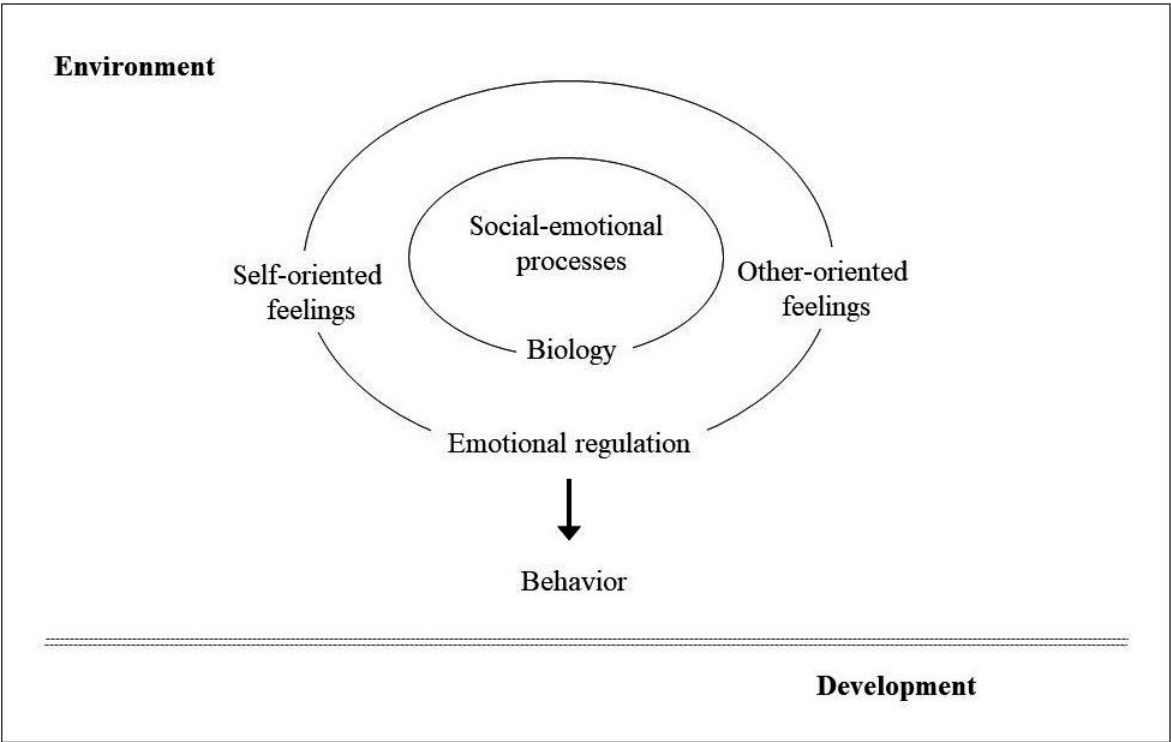 Environment
Social-emotional
processes
Self-oriented
feelings
Other-oriented
feelings
Biology
Emotional regulation
Behavior
Development